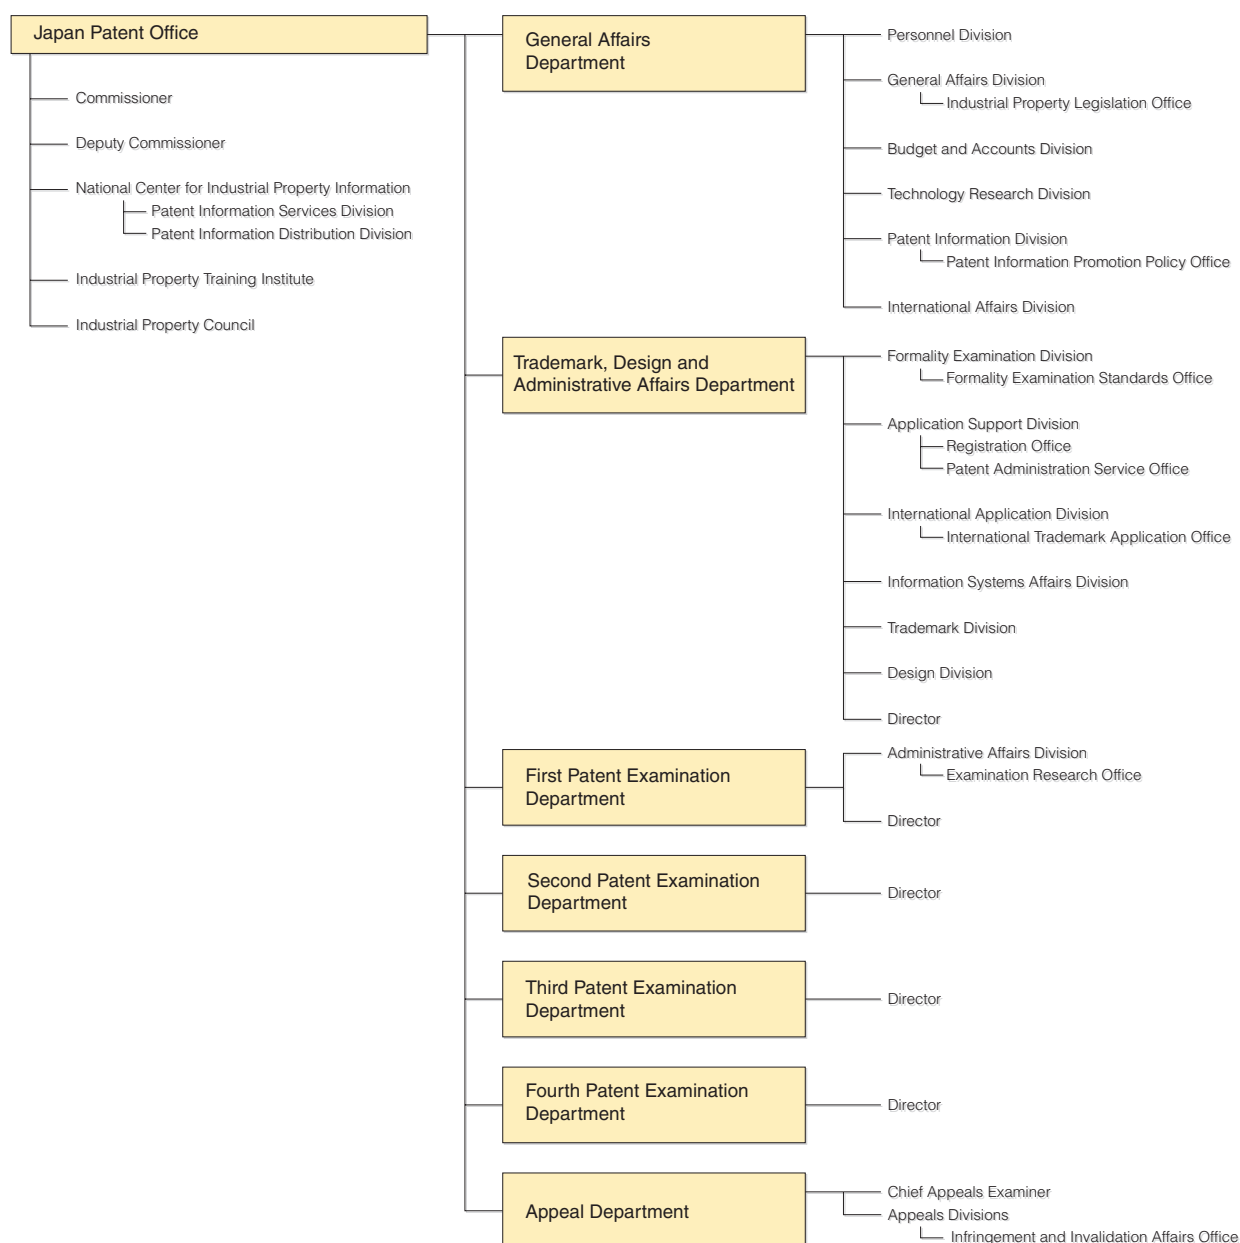 Japan Patent Office
Commissioner
Deputy Commissioner
National Center for Industrial Property Information
Patent Information Services Division
Patent Information Distribution Division
Industrial Property Training Institute
Industrial Property Council
General Affairs
Department
Personnel Division
General Affairs Division
Industrial Property Legislation Office
Budget and Accounts Division
Technology Research Division
Patent Information Division
Patent Information Promotion Policy Office
International Affairs Division
Trademark, Design and
Administrative Affairs Department
Formality Examination Division
Formality Examination Standards Office
Application Support Division
Registration Office
Patent Administration Service Office
International Application Division
International Trademark Application Office
Information Systems Affairs Division
Trademark Division
Design Division
Director
First Patent Examination
Department
Administrative Affairs Division
Examination Research Office
Director
Second Patent Examination
Department
Director
Third Patent Examination
Department
Director
Fourth Patent Examination
Department
Director
Appeal Department
Chief Appeals Examiner
Appeals Divisions
Infringement and Invalidation Affairs Office